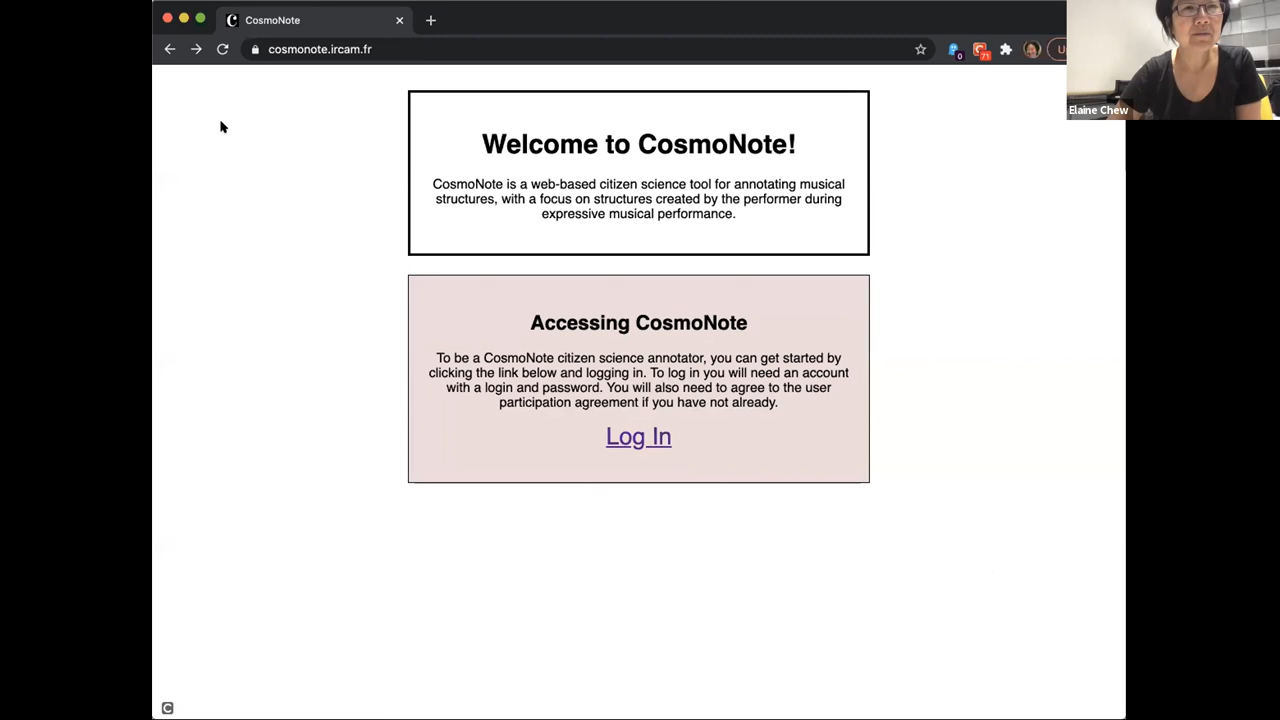 CosmoNote
cosmonote.ircam.fr
0
71
Elaine Chew
Welcome to CosmoNote!
CosmoNote is a web-based citizen science tool for annotating musical
structures, with a focus on structures created by the performer during
expressive musical performance.
Accessing CosmoNote
To be a CosmoNote citizen science annotator, you can get started by
clicking the link below and logging in. To log in you will need an account
with a login and password. You will also need to agree to the user
participation agreement if you have not already.
Log In
C